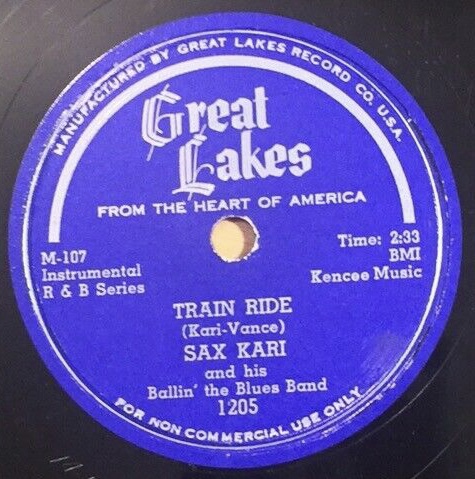 MANUFACTURED BY GREAT LAKES RECORD CO. U.S.A.
Great
Lakes
FROM THE HEART OF AMERICA
M-107
Instrumental
R & B Series
Time: 2:33
BMI
Kencee Music
TRAIN RIDE
(Kari-Vance)
SAX KARI
and his
Ballin' the Blues Band
1205
FOR NON COMMERCIAL USE ONLY